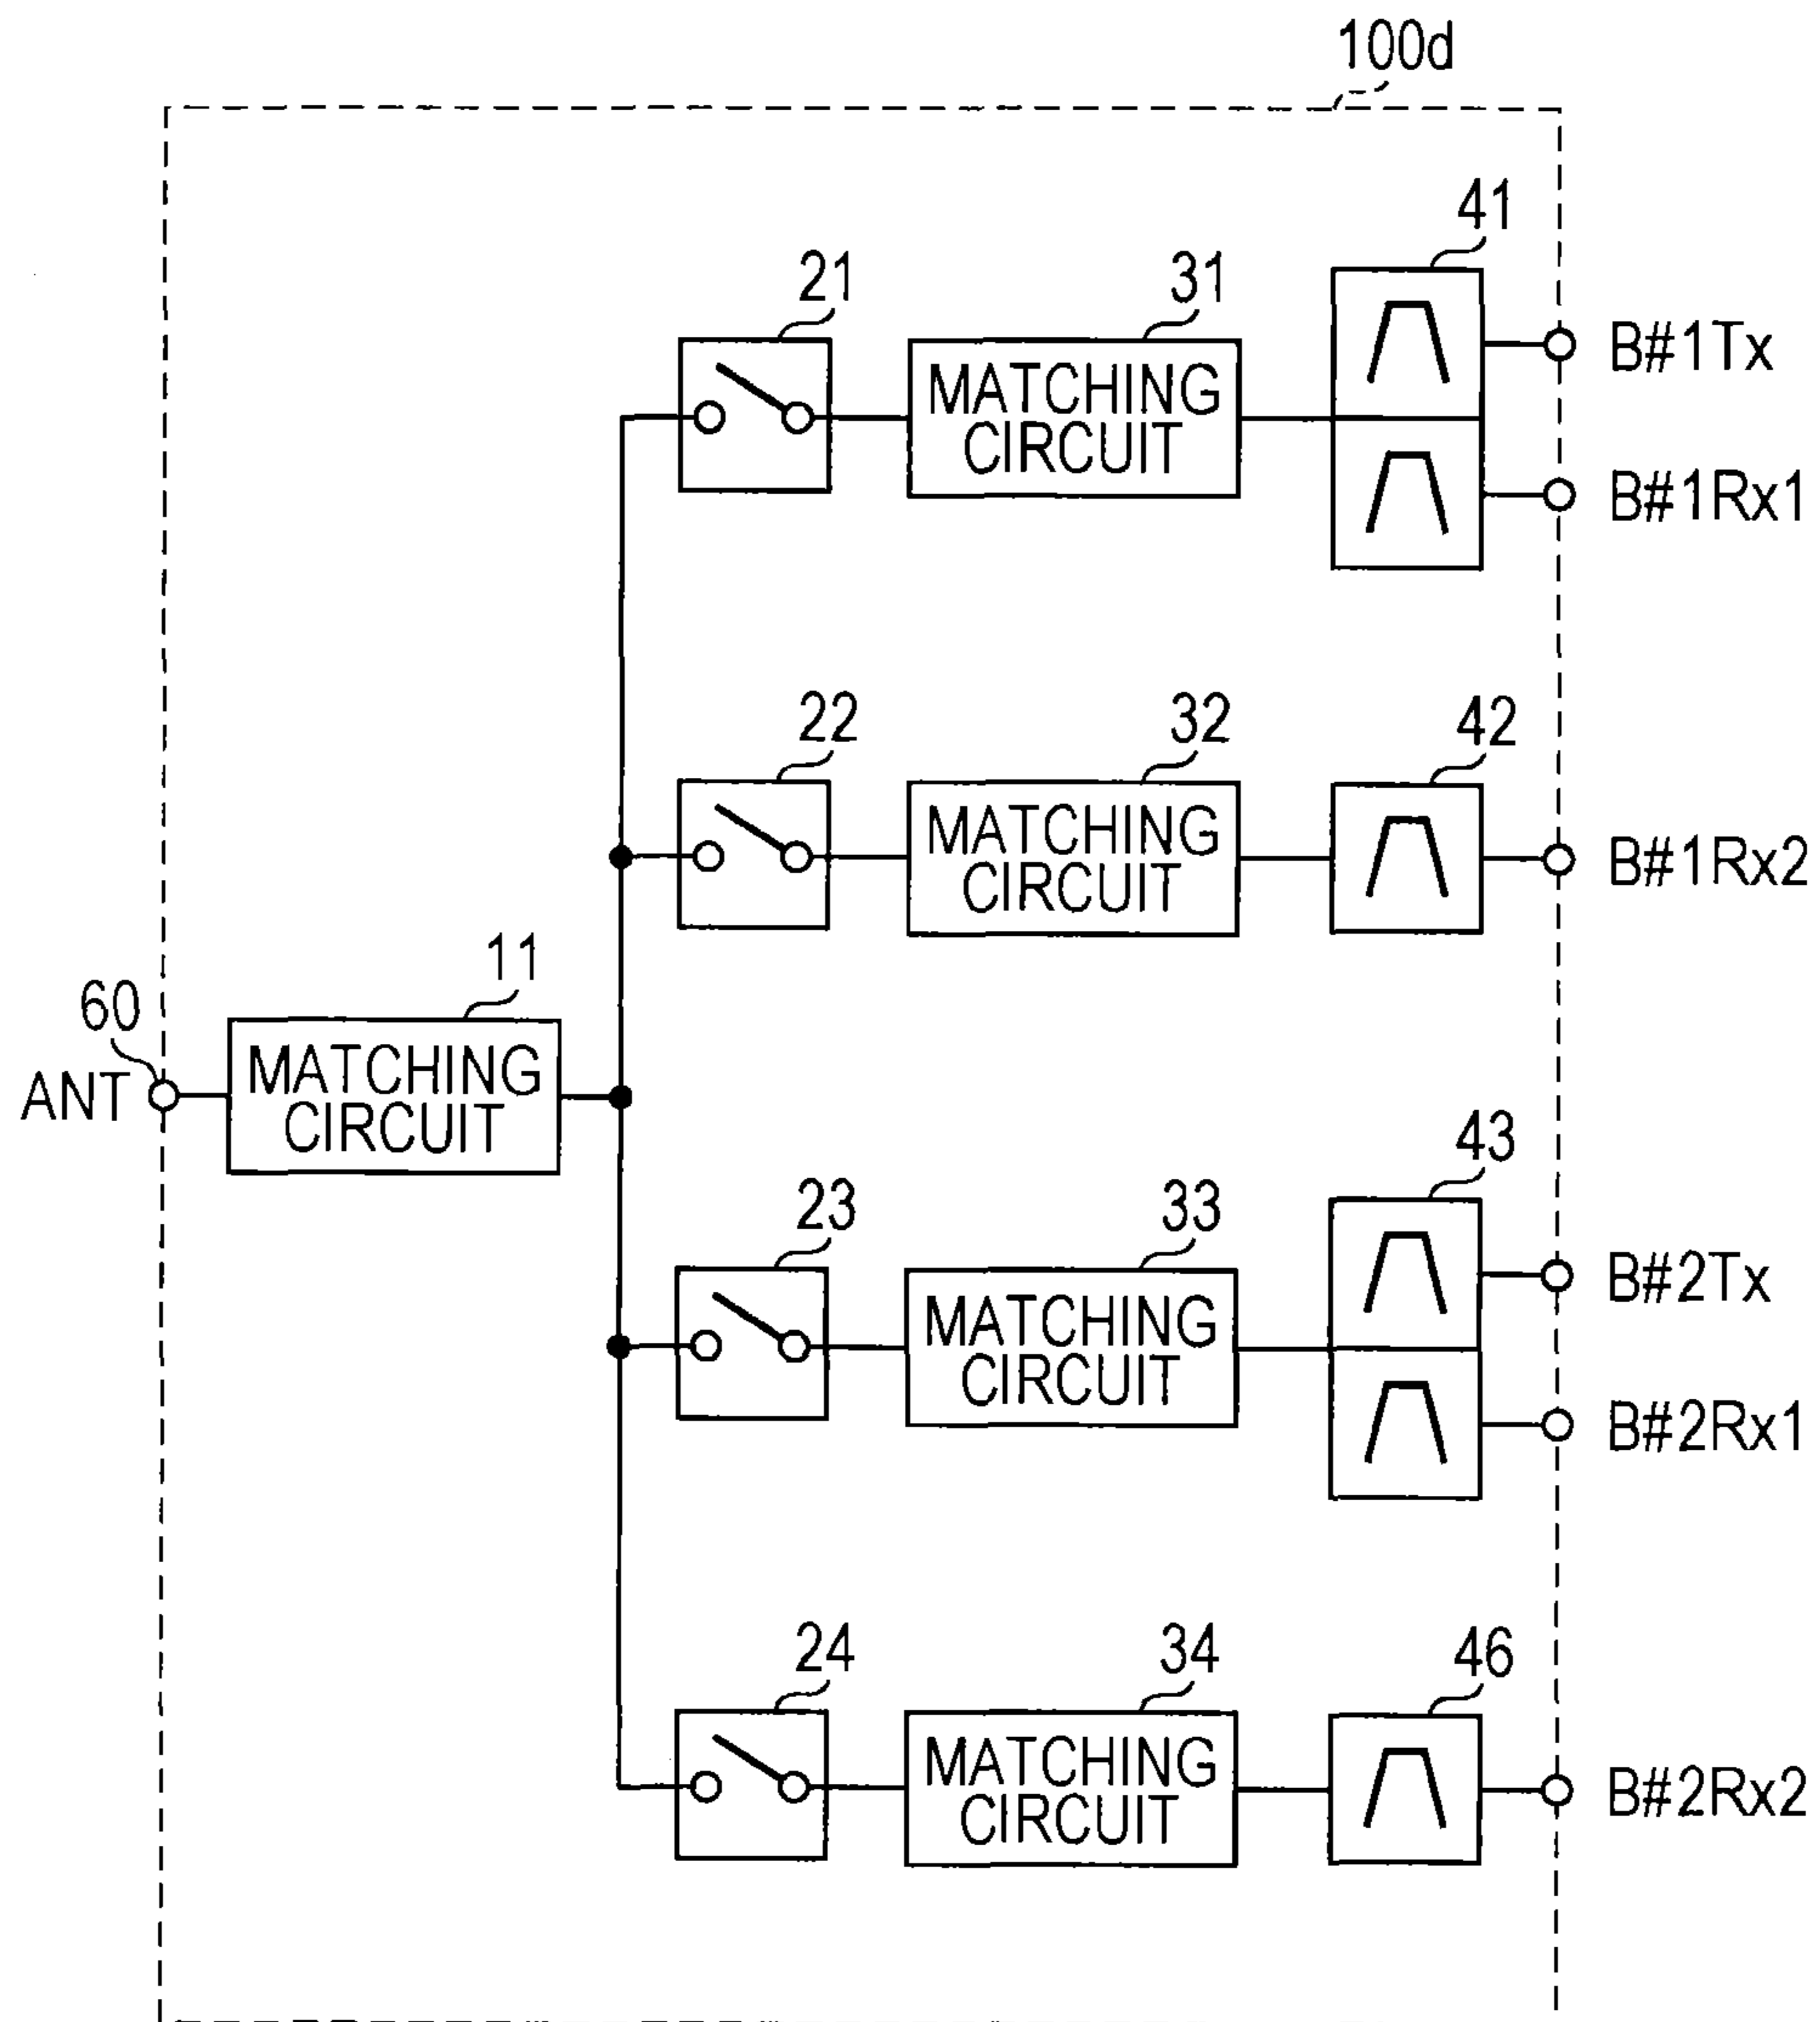 100d
41
21
31
B#1Tx
MATCHING
CIRCUIT
B#1Rx1
22
32
42
MATCHING
CIRCUIT
B#1Rx2
11
60
ANT
MATCHING
CIRCUIT
43
23
33
B#2Tx
MATCHING
CIRCUIT
B#2Rx1
24
34
46
MATCHING
CIRCUIT
B#2Rx2